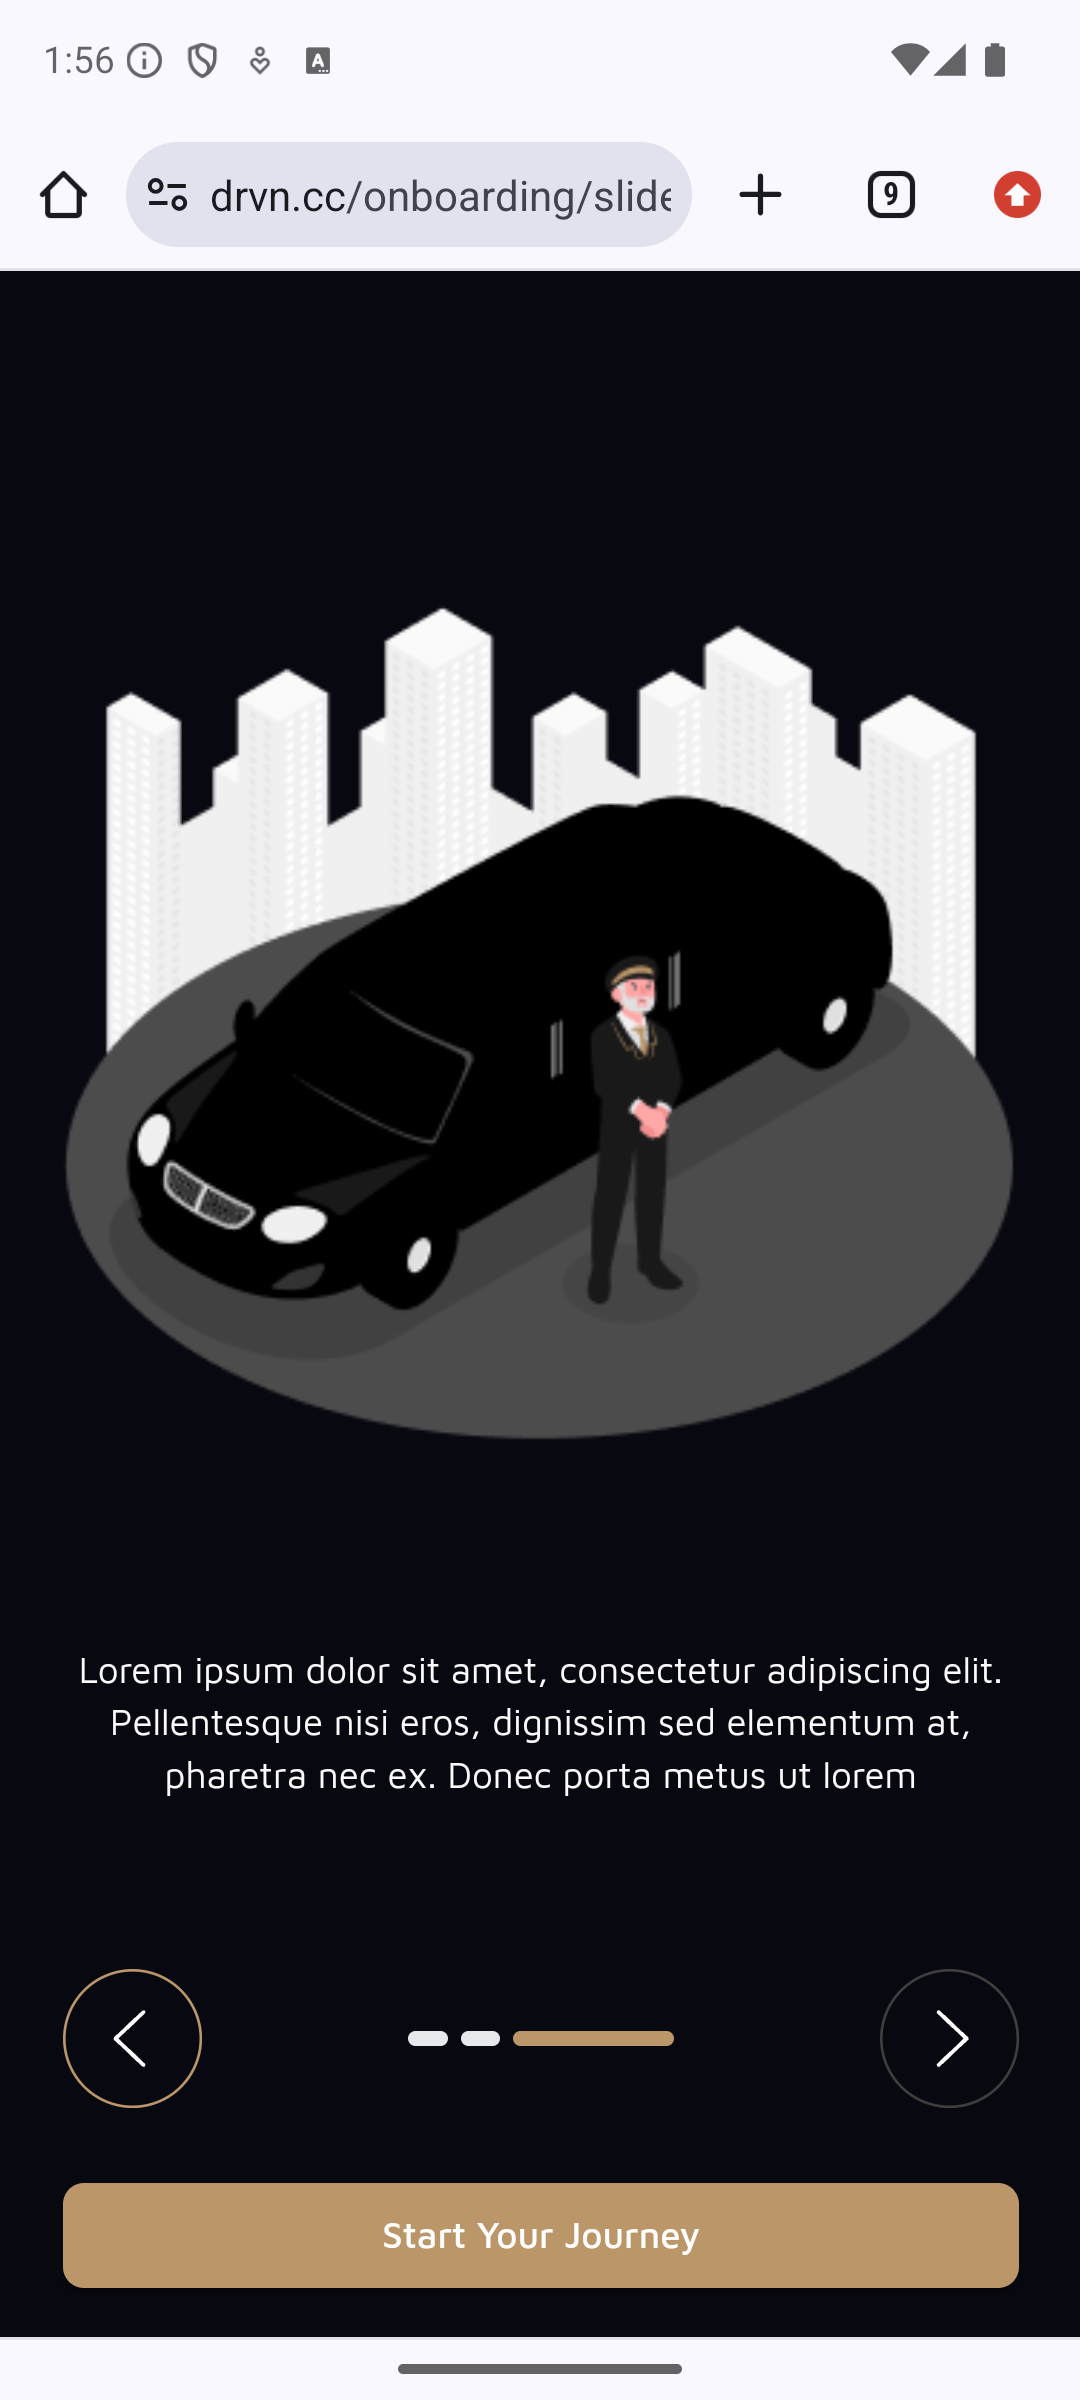 1:56
drvn.cc/onboarding/slide
9
Lorem ipsum dolor sit amet, consectetur adipiscing elit.
Pellentesque nisi eros, dignissim sed elementum at,
pharetra nec ex. Donec porta metus ut lorem
Start Your Journey